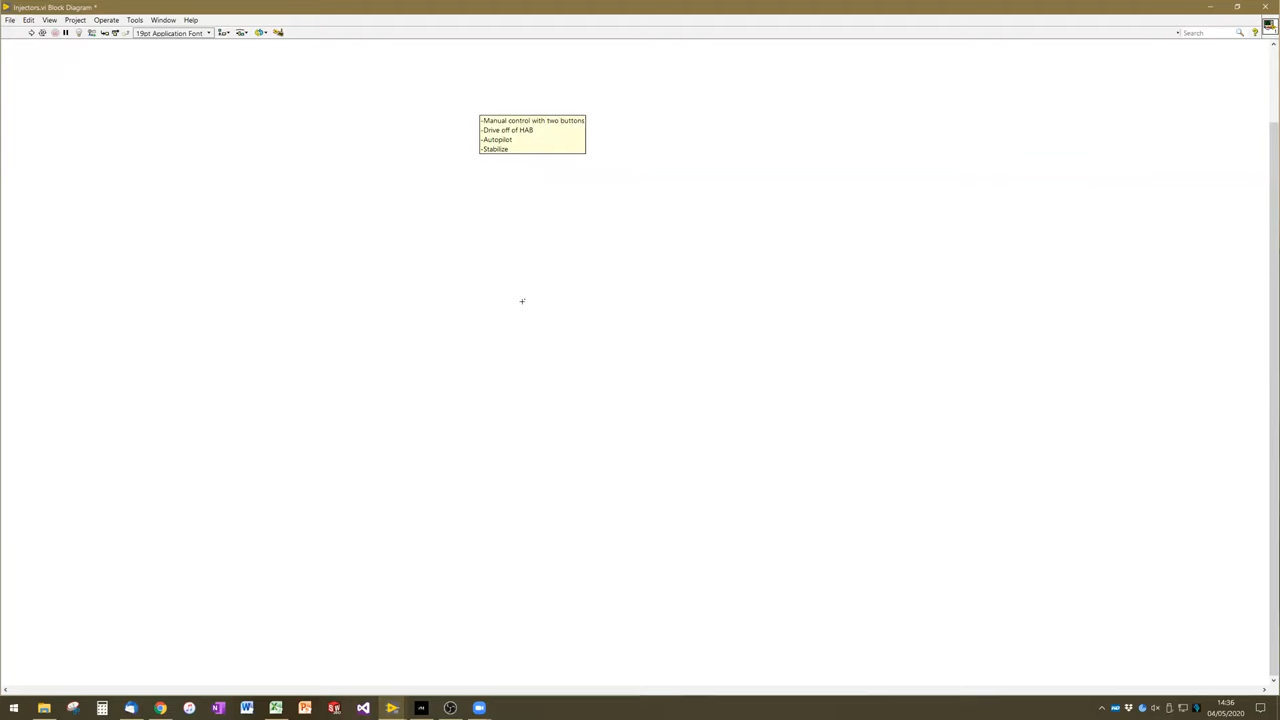 Injectors.vi Block Diagram *
File Edit View Project Operate Tools Window Help
19pt Application Font
Search
-Manual control with two buttons
-Drive off of HAB
-Autopilot
-Stabilize
14:36
04/05/2020